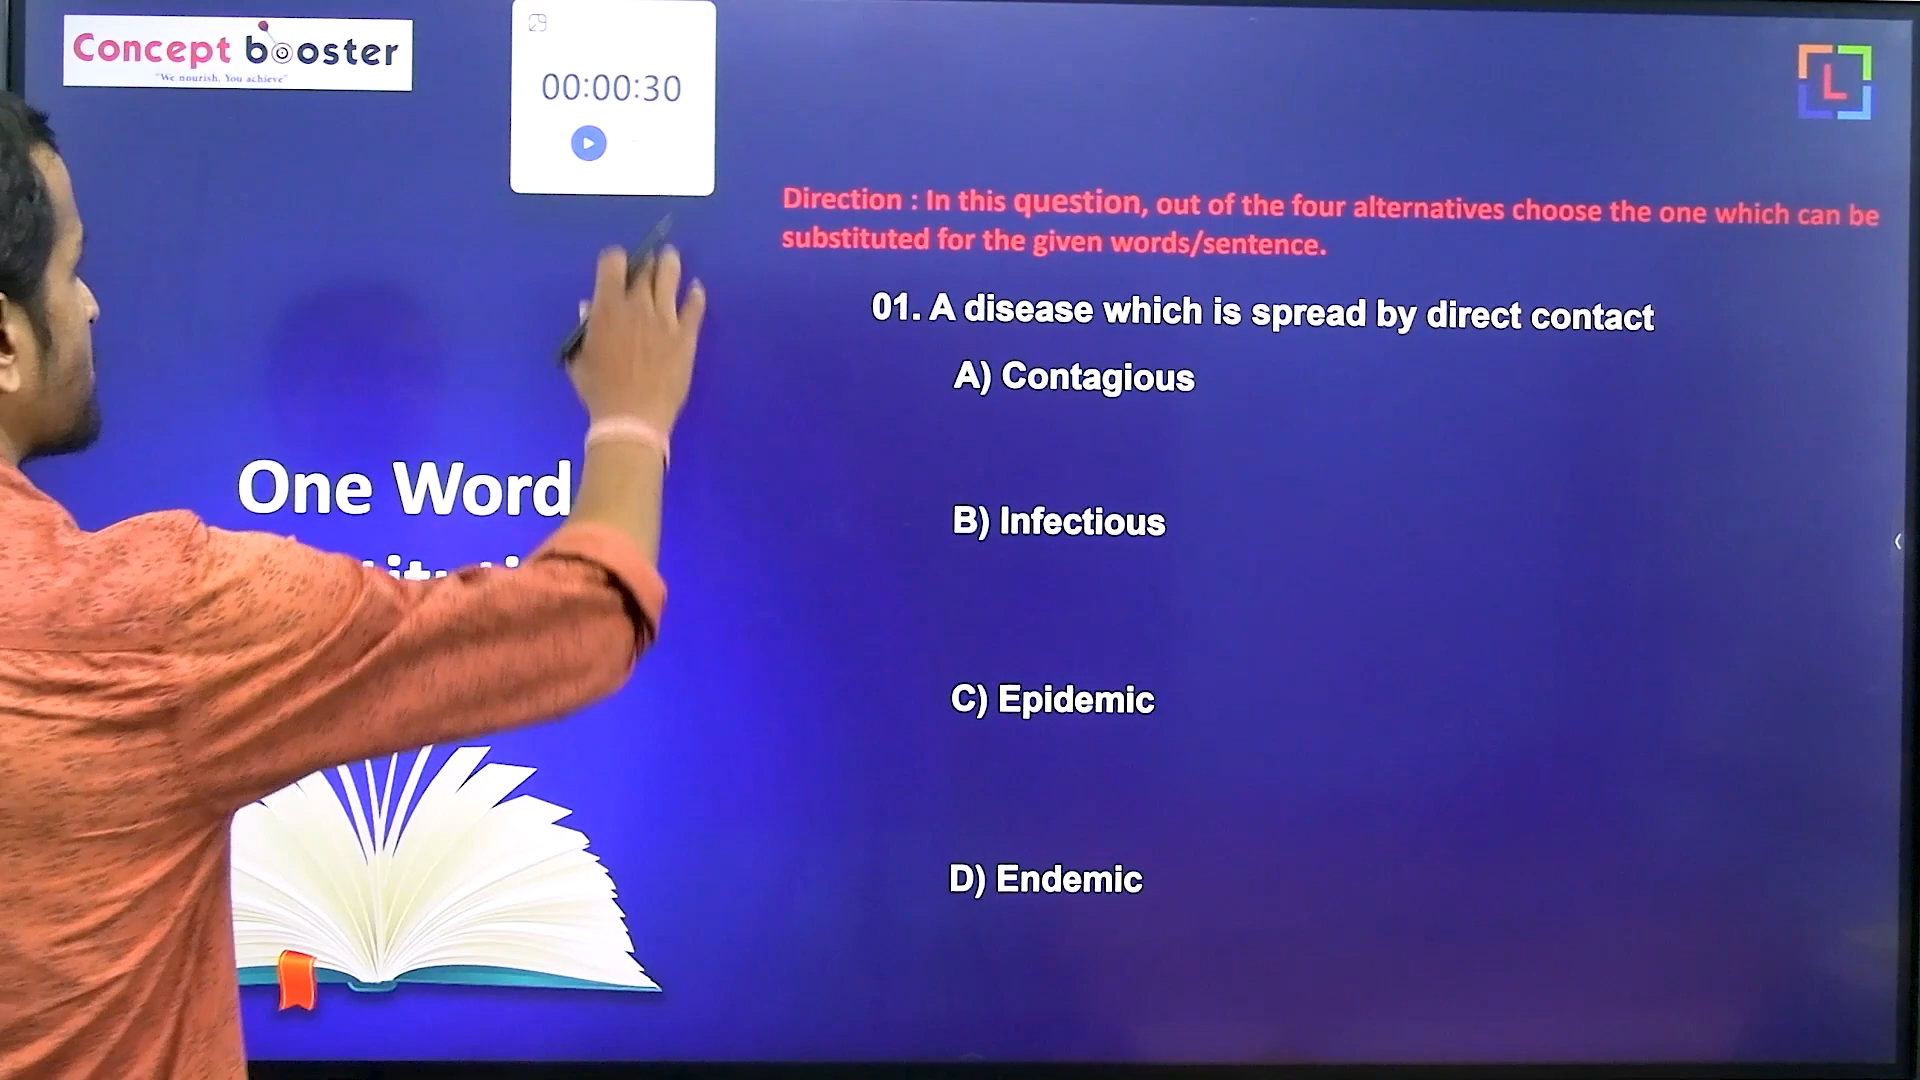 Concept booster
"We nourish, You achieve"
00:00:30
L
Direction : In this question, out of the four alternatives choose the one which can be
substituted for the given words/sentence.
01. A disease which is spread by direct contact
A) Contagious
B) Infectious
C) Epidemic
D) Endemic
One Word